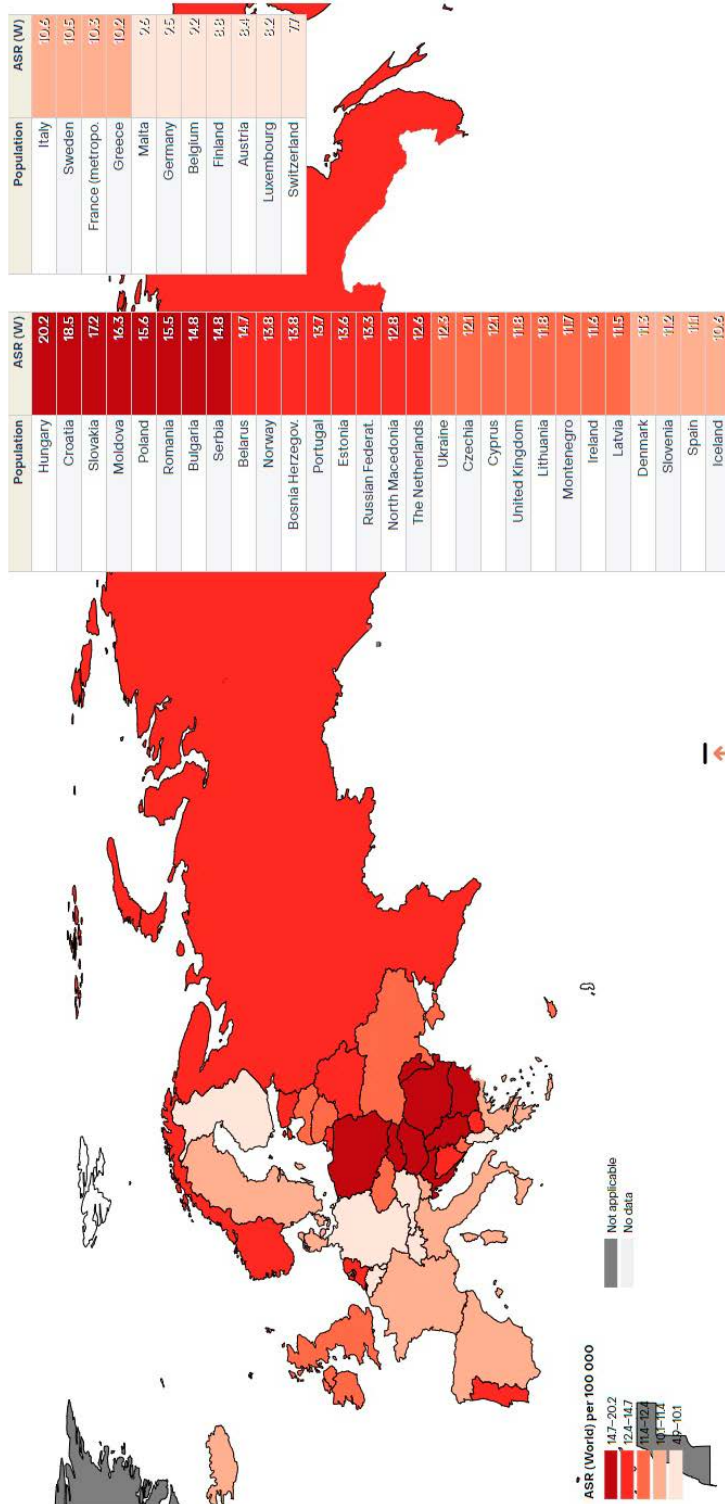 Population ASR (W)
Hungary 20.2
Croatia 18.5
Slovakia 17.2
Moldova 16.3
Poland 15.6
Romania 15.5
Bulgaria 14.8
Serbia 14.8
Belarus 14.7
Norway 13.8
Bosnia Herzegov. 13.8
Portugal 13.7
Estonia 13.6
Russian Federat. 13.3
North Macedonia 12.8
The Netherlands 12.6
Ukraine 12.3
Czechia 12.1
Cyprus 12.1
United Kingdom 11.8
Lithuania 11.8
Montenegro 11.7
Ireland 11.6
Latvia 11.5
Denmark 11.3
Slovenia 11.2
Spain 11.1
Iceland 10.6
Population ASR (W)
Italy 10.6
Sweden 10.5
France (metropo. 10.3
Greece 10.2
Malta 9.6
Germany 9.5
Belgium 9.2
Finland 8.8
Austria 8.4
Luxembourg 8.2
Switzerland 7.7
ASR (World) per 100 000
14.7–20.2
12.4–14.7
11.4–12.4
10.1–11.4
4.9–10.1
Not applicable
No data